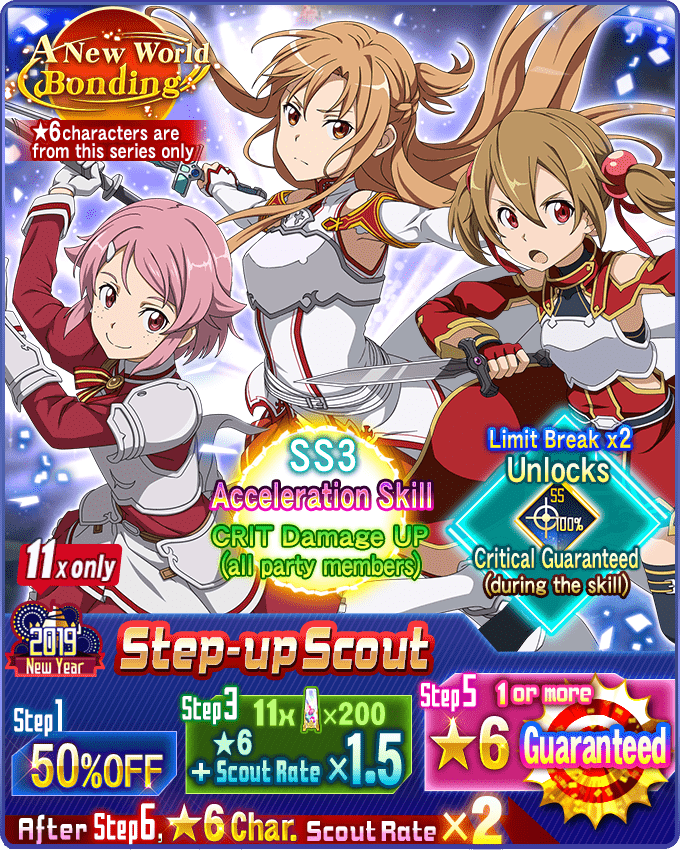 A New World
Bonding
★6 characters are
from this series only
SS3
Acceleration Skill
CRIT Damage UP
(all party members)
Limit Break x2
Unlocks
SS
100%
Critical Guaranteed
(during the skill)
11x only
2019
New Year
Step-up Scout
Step1
50%OFF
Step3 11x ×200
★6
+ Scout Rate ×1.5
Step5 1 or more
★6 Guaranteed
After Step6, ★6 Char. Scout Rate ×2